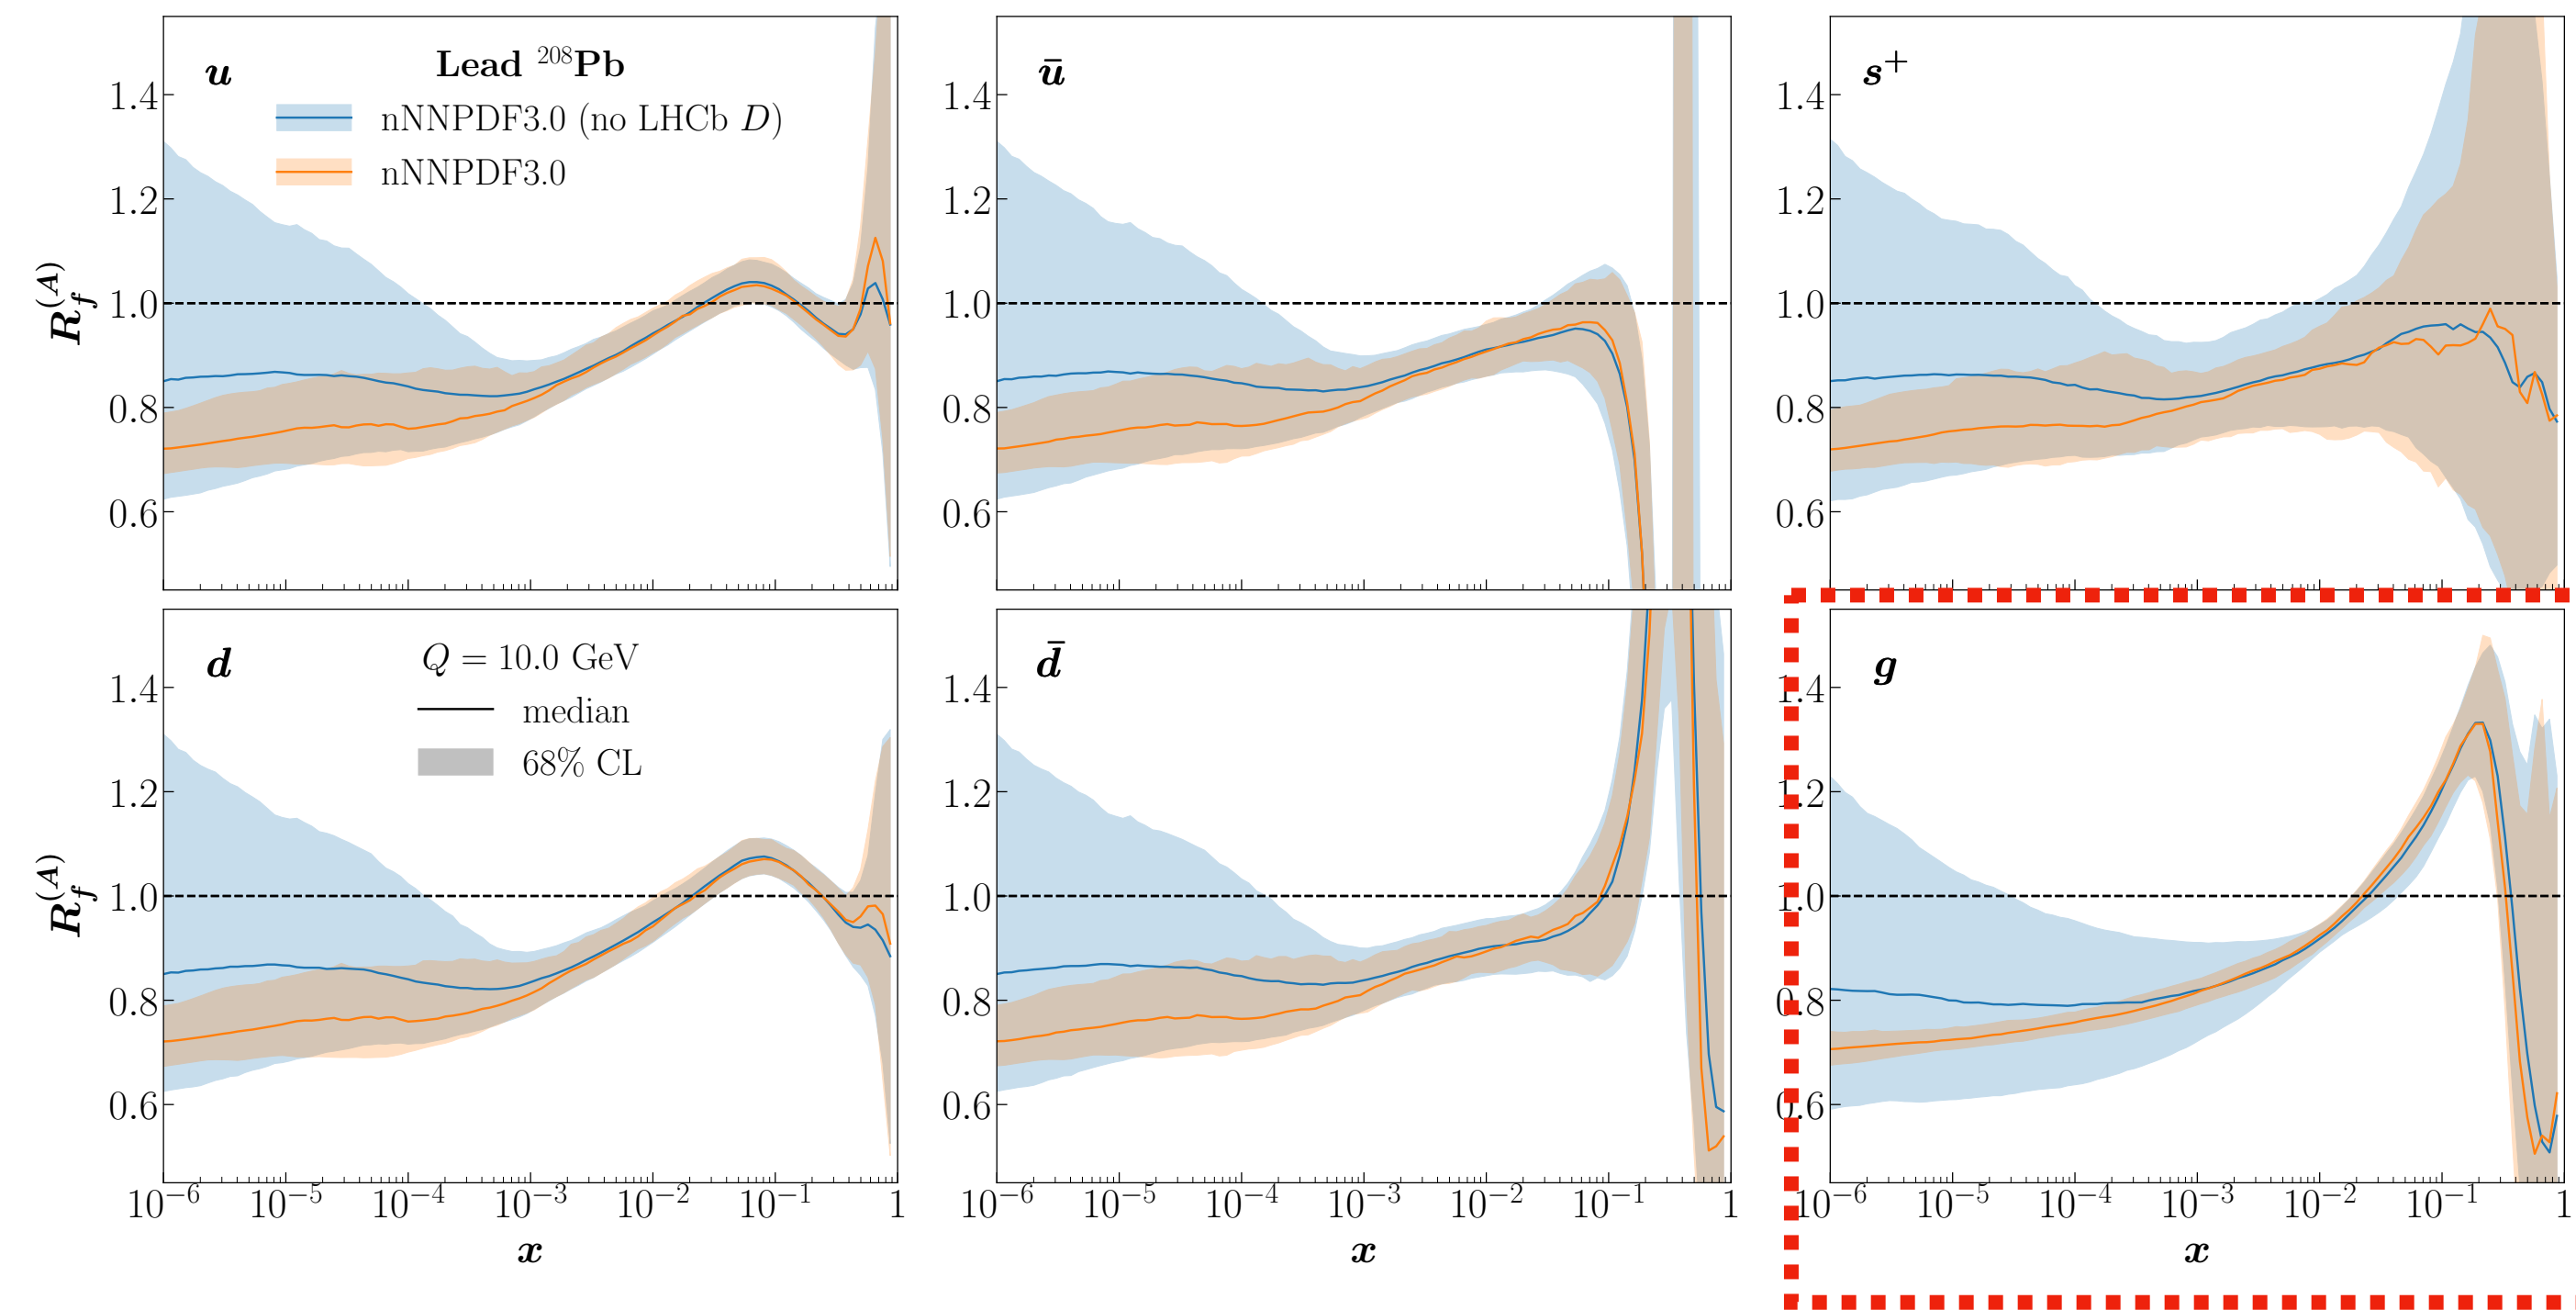 u
Lead ²⁰⁸Pb
nNNPDF3.0 (no LHCb D)
nNNPDF3.0
R_f^(A)
1.4
1.2
1.0
0.8
0.6
ū
1.4
1.2
1.0
0.8
0.6
s⁺
1.4
1.2
1.0
0.8
0.6
d
Q = 10.0 GeV
median
68% CL
R_f^(A)
1.4
1.2
1.0
0.8
0.6
10⁻⁶ 10⁻⁵ 10⁻⁴ 10⁻³ 10⁻² 10⁻¹ 1
x
d̄
1.4
1.2
1.0
0.8
0.6
10⁻⁶ 10⁻⁵ 10⁻⁴ 10⁻³ 10⁻² 10⁻¹ 1
x
g
1.4
1.2
1.0
0.8
0.6
10⁻⁶ 10⁻⁵ 10⁻⁴ 10⁻³ 10⁻² 10⁻¹ 1
x